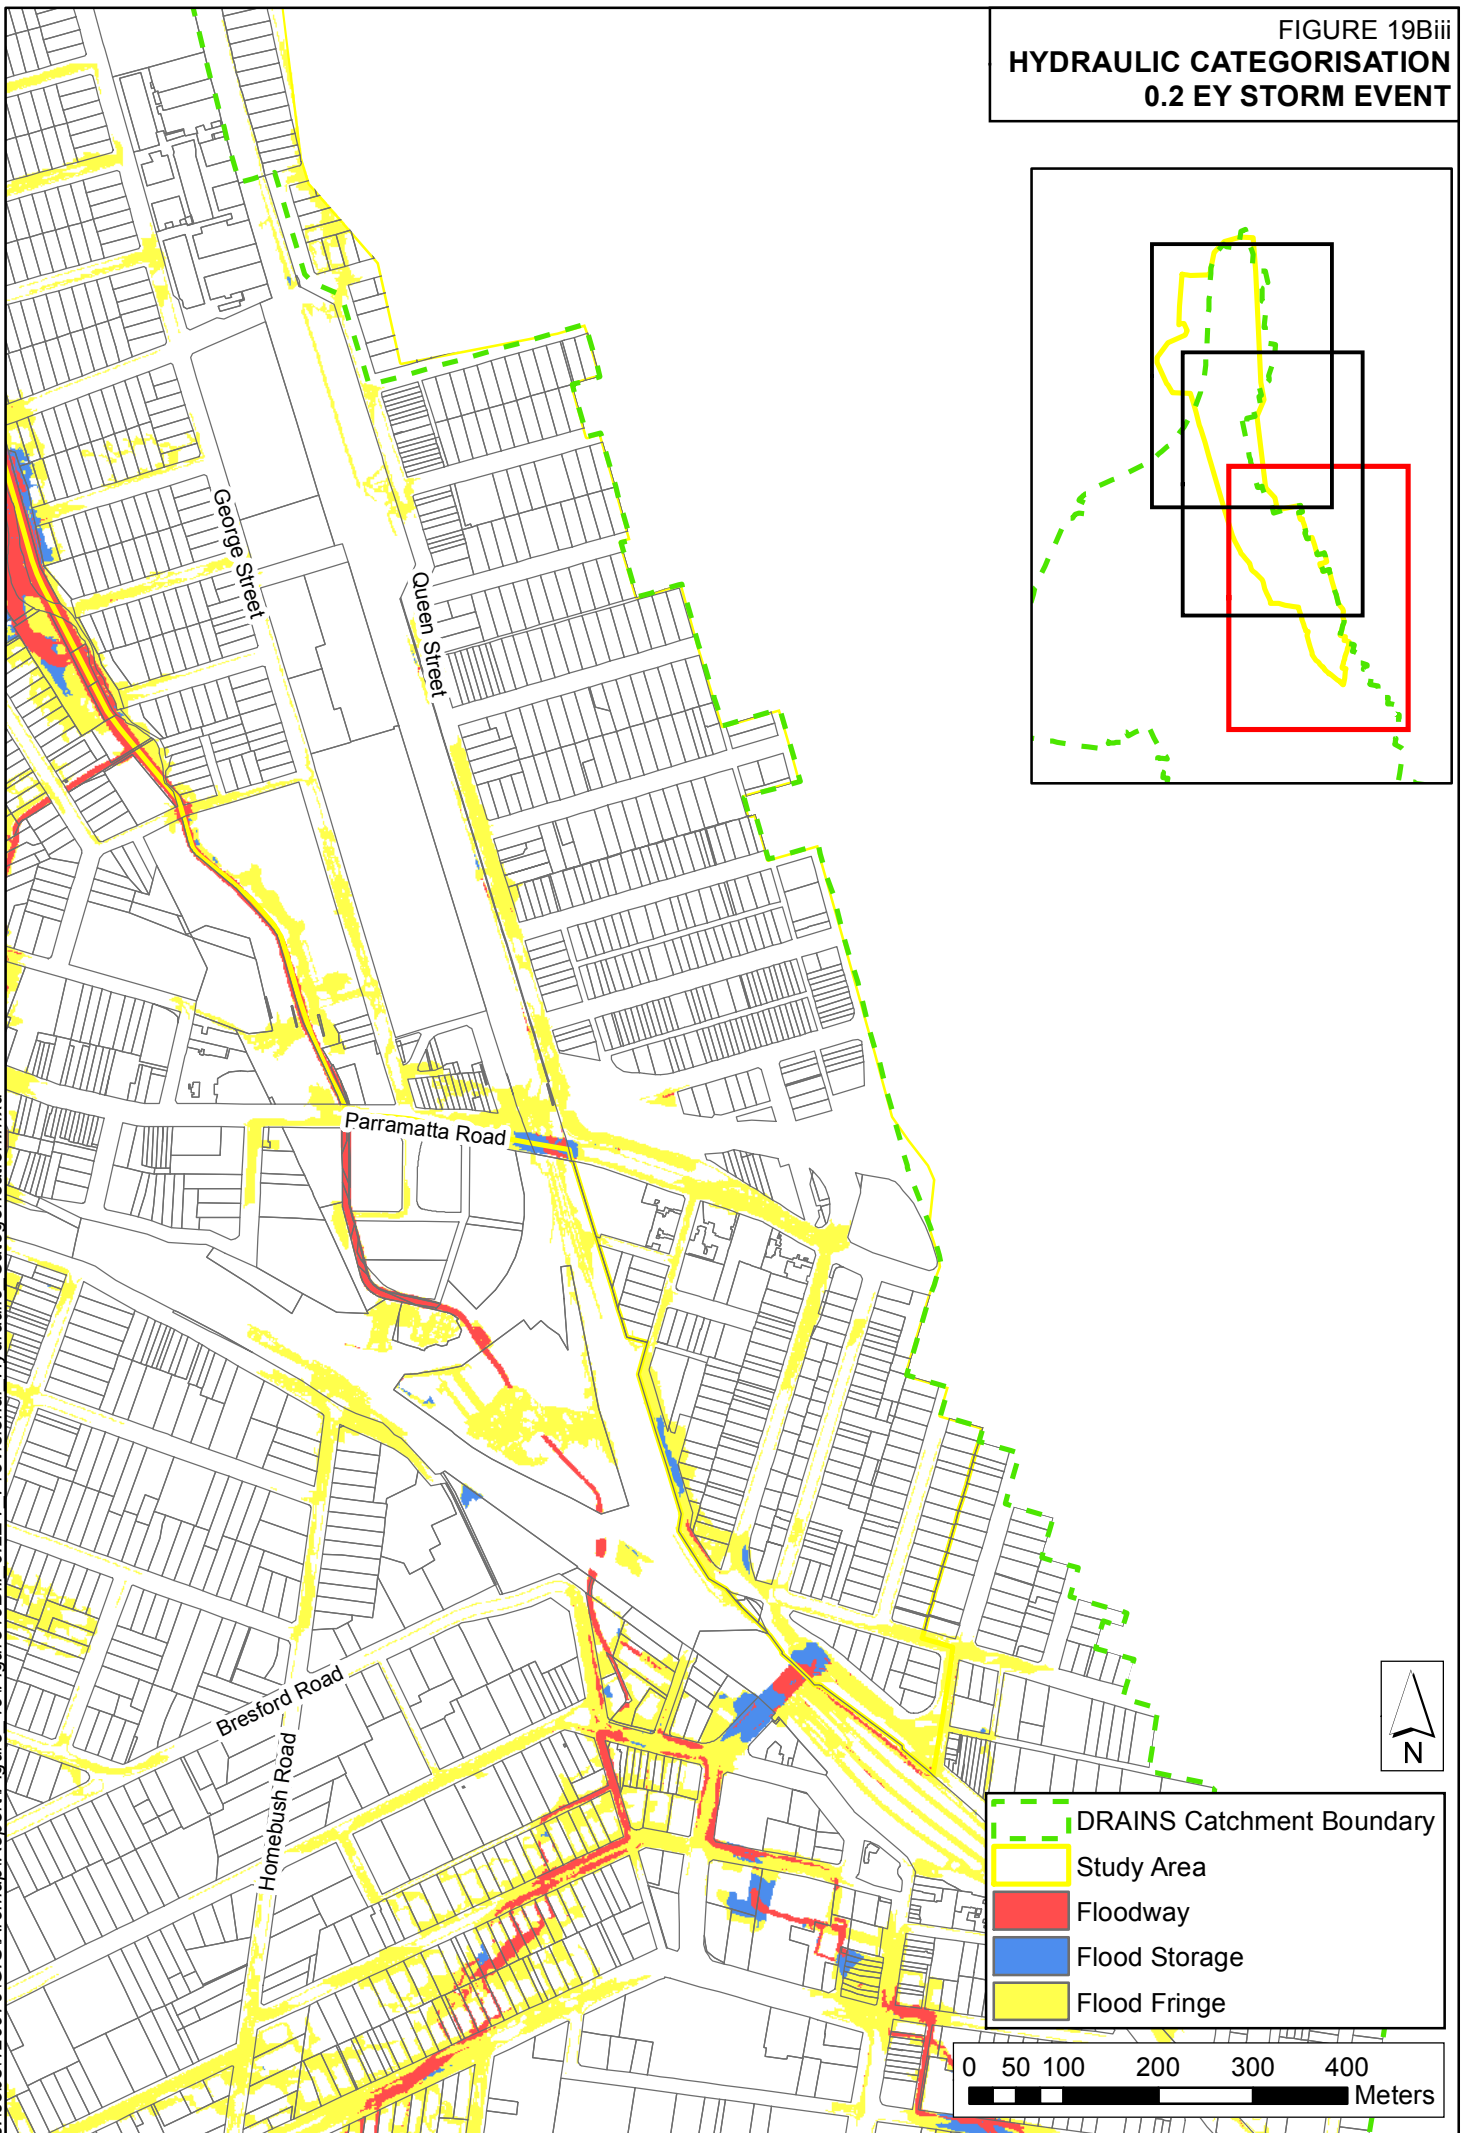 FIGURE 19Biii
HYDRAULIC CATEGORISATION
0.2 EY STORM EVENT
George Street
Queen Street
Parramatta Road
Bresford Road
Homebush Road
N
DRAINS Catchment Boundary
Study Area
Floodway
Flood Storage
Flood Fringe
0 50 100 200 300 400
Meters